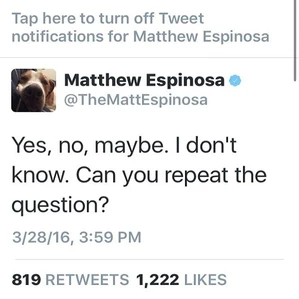 Tap here to turn off Tweet
notifications for Matthew Espinosa
Matthew Espinosa
@TheMattEspinosa
Yes, no, maybe. I don't
know. Can you repeat the
question?
3/28/16, 3:59 PM
819 RETWEETS 1,222 LIKES